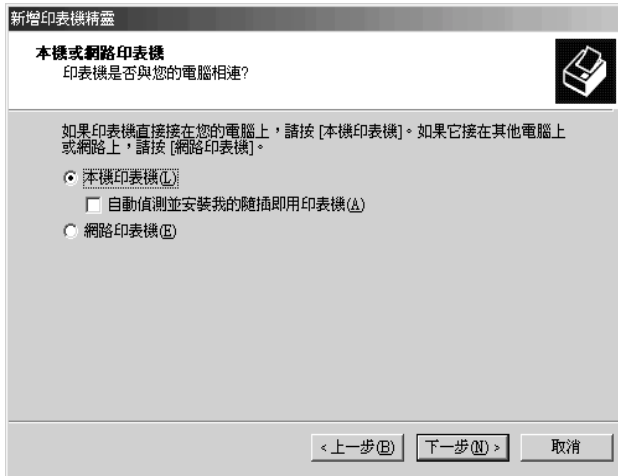 新增印表機精靈
本機或網路印表機
印表機是否與您的電腦相連?
如果印表機直接接在您的電腦上，請按 [本機印表機]。如果它接在其他電腦上
或網路上，請按 [網路印表機]。
本機印表機(L)
自動偵測並安裝我的隨插即用印表機(A)
網路印表機(E)
<上一步(B) 下一步(N)> 取消